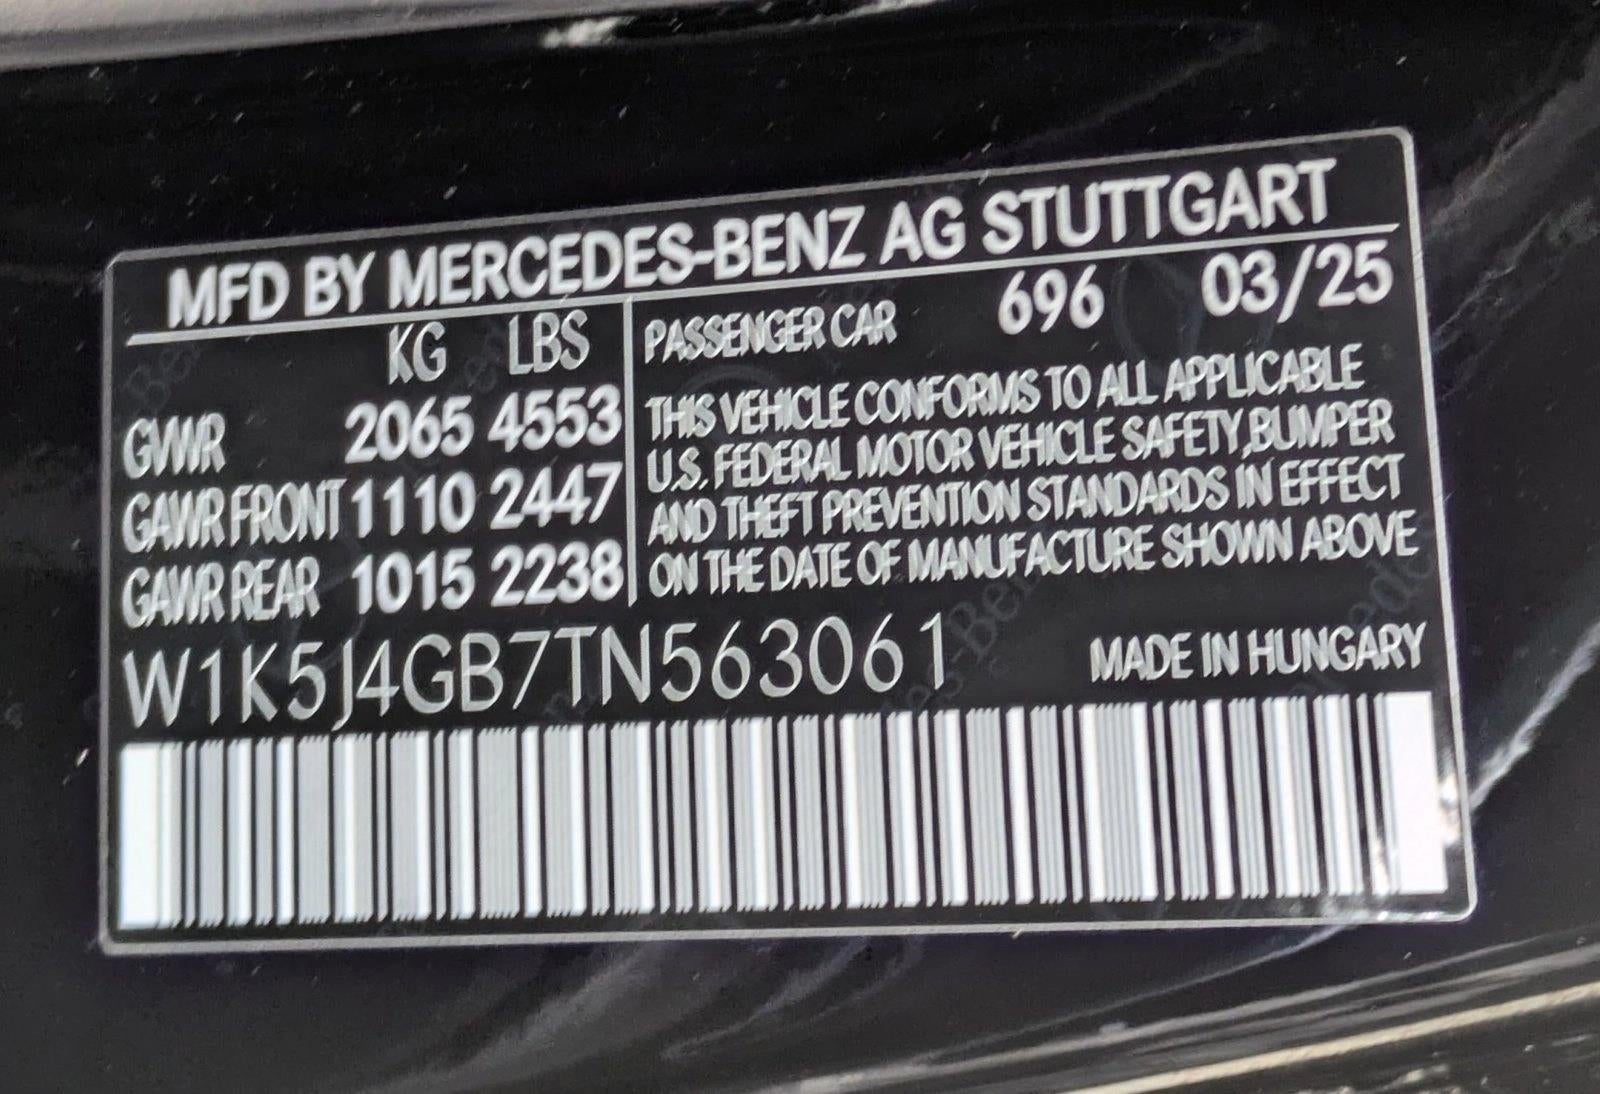 MFD BY MERCEDES-BENZ AG STUTTGART
KG LBS
GVWR 2065 4553
GAWR FRONT 1110 2447
GAWR REAR 1015 2238
PASSENGER CAR 696 03/25
THIS VEHICLE CONFORMS TO ALL APPLICABLE
U.S. FEDERAL MOTOR VEHICLE SAFETY,BUMPER
AND THEFT PREVENTION STANDARDS IN EFFECT
ON THE DATE OF MANUFACTURE SHOWN ABOVE
W1K5J4GB7TN563061
MADE IN HUNGARY